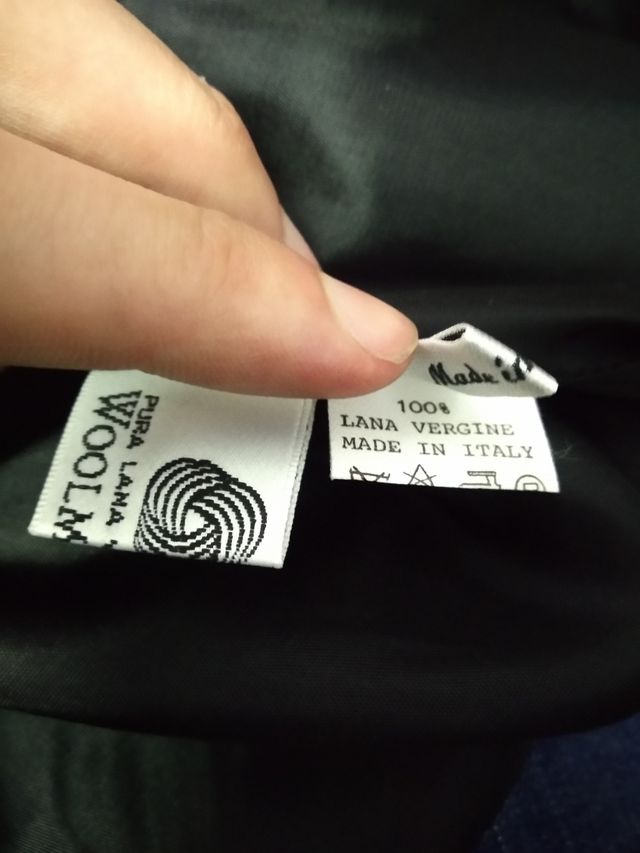 PURA LANA
WOOLM
Made in
100%
LANA VERGINE
MADE IN ITALY